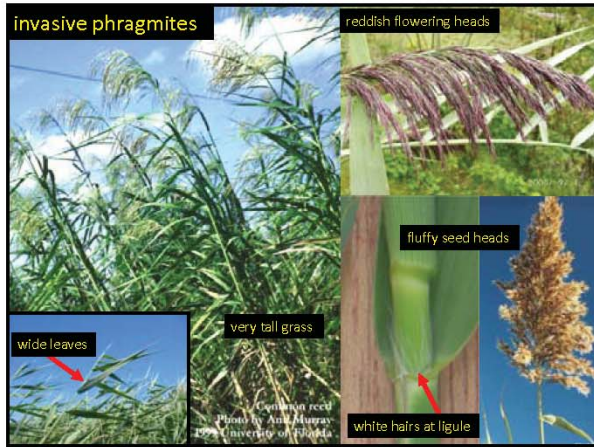 invasive phragmites
reddish flowering heads
fluffy seed heads
very tall grass
wide leaves
white hairs at ligule
Common reed
Photo by Ann Murray
1999 University of Florida